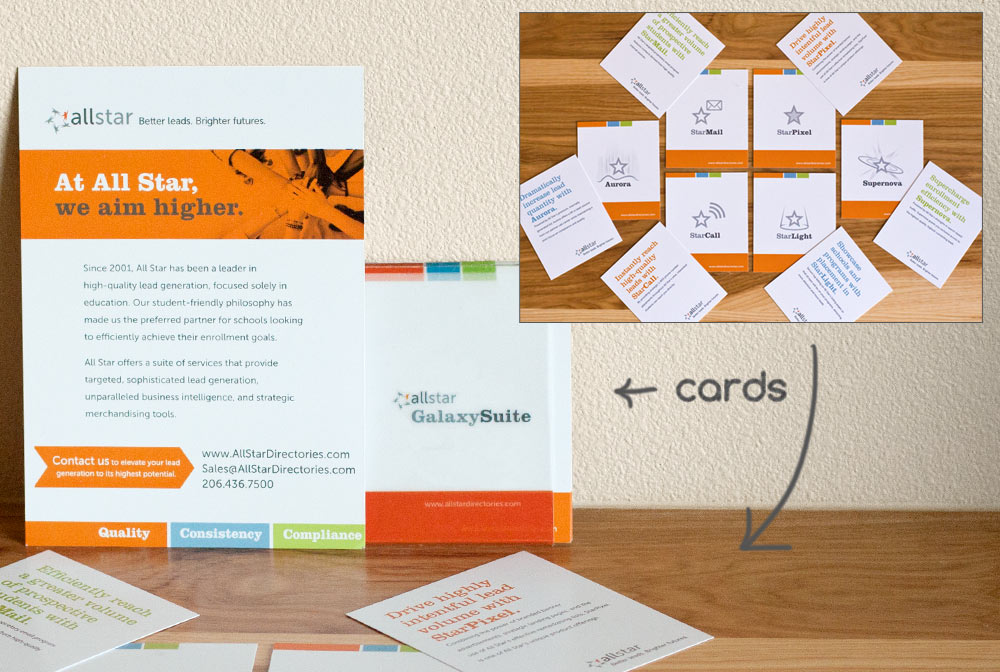 allstar Better leads. Brighter futures.
At All Star,
we aim higher.
Since 2001, All Star has been a leader in
high-quality lead generation, focused solely in
education. Our student-friendly philosophy has
made us the preferred partner for schools looking
to efficiently achieve their enrollment goals.
All Star offers a suite of services that provide
targeted, sophisticated lead generation,
unparalleled business intelligence, and strategic
merchandising tools.
Contact us to elevate your lead
generation to its highest potential.
www.AllStarDirectories.com
Sales@AllStarDirectories.com
206.436.7500
Quality Consistency Compliance
allstar
GalaxySuite
www.allstardirectories.com
cards
Efficiently reach
a greater volume
of prospective
students with
StarMail.
Drive highly
intentful lead
volume with
StarPixel.
StarMail
StarPixel
www.allstardirectories.com
Aurora
Supernova
Dramatically
increase lead
quantity with
Aurora.
allstar
StarCall
StarLight
Supercharge
enrollment
efficiency with
Supernova.
allstar
Instantly reach
high-quality
leads with
StarCall.
allstar
Showcase
schools and
programs with
placement in
StarLight.
allstar
Efficiently reach
a greater volume
of prospective
students with
Mail
Drive highly
intentful lead
volume with
StarPixel.
allstar
Better leads. Brighter futures.